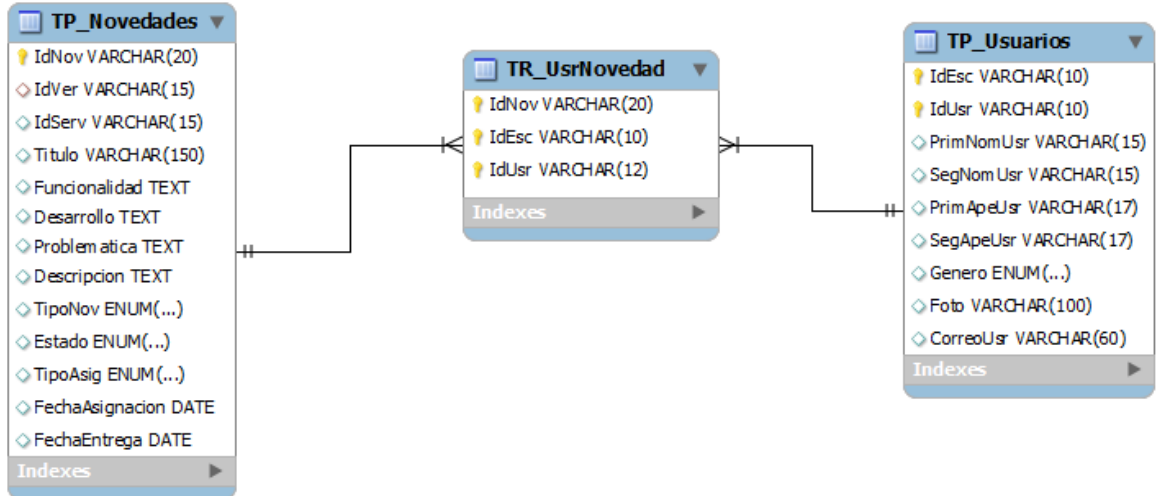 TP_Novedades
IdNov VARCHAR(20)
IdVer VARCHAR(15)
IdServ VARCHAR(15)
Titulo VARCHAR(150)
Funcionalidad TEXT
Desarrollo TEXT
Problematica TEXT
Descripcion TEXT
TipoNov ENUM(...)
Estado ENUM(...)
TipoAsig ENUM(...)
FechaAsignacion DATE
FechaEntrega DATE
Indexes
TR_UsrNovedad
IdNov VARCHAR(20)
IdEsc VARCHAR(10)
IdUsr VARCHAR(12)
Indexes
TP_Usuarios
IdEsc VARCHAR(10)
IdUsr VARCHAR(10)
PrimNomUsr VARCHAR(15)
SegNomUsr VARCHAR(15)
PrimApeUsr VARCHAR(17)
SegApeUsr VARCHAR(17)
Genero ENUM(...)
Foto VARCHAR(100)
CorreoUsr VARCHAR(60)
Indexes